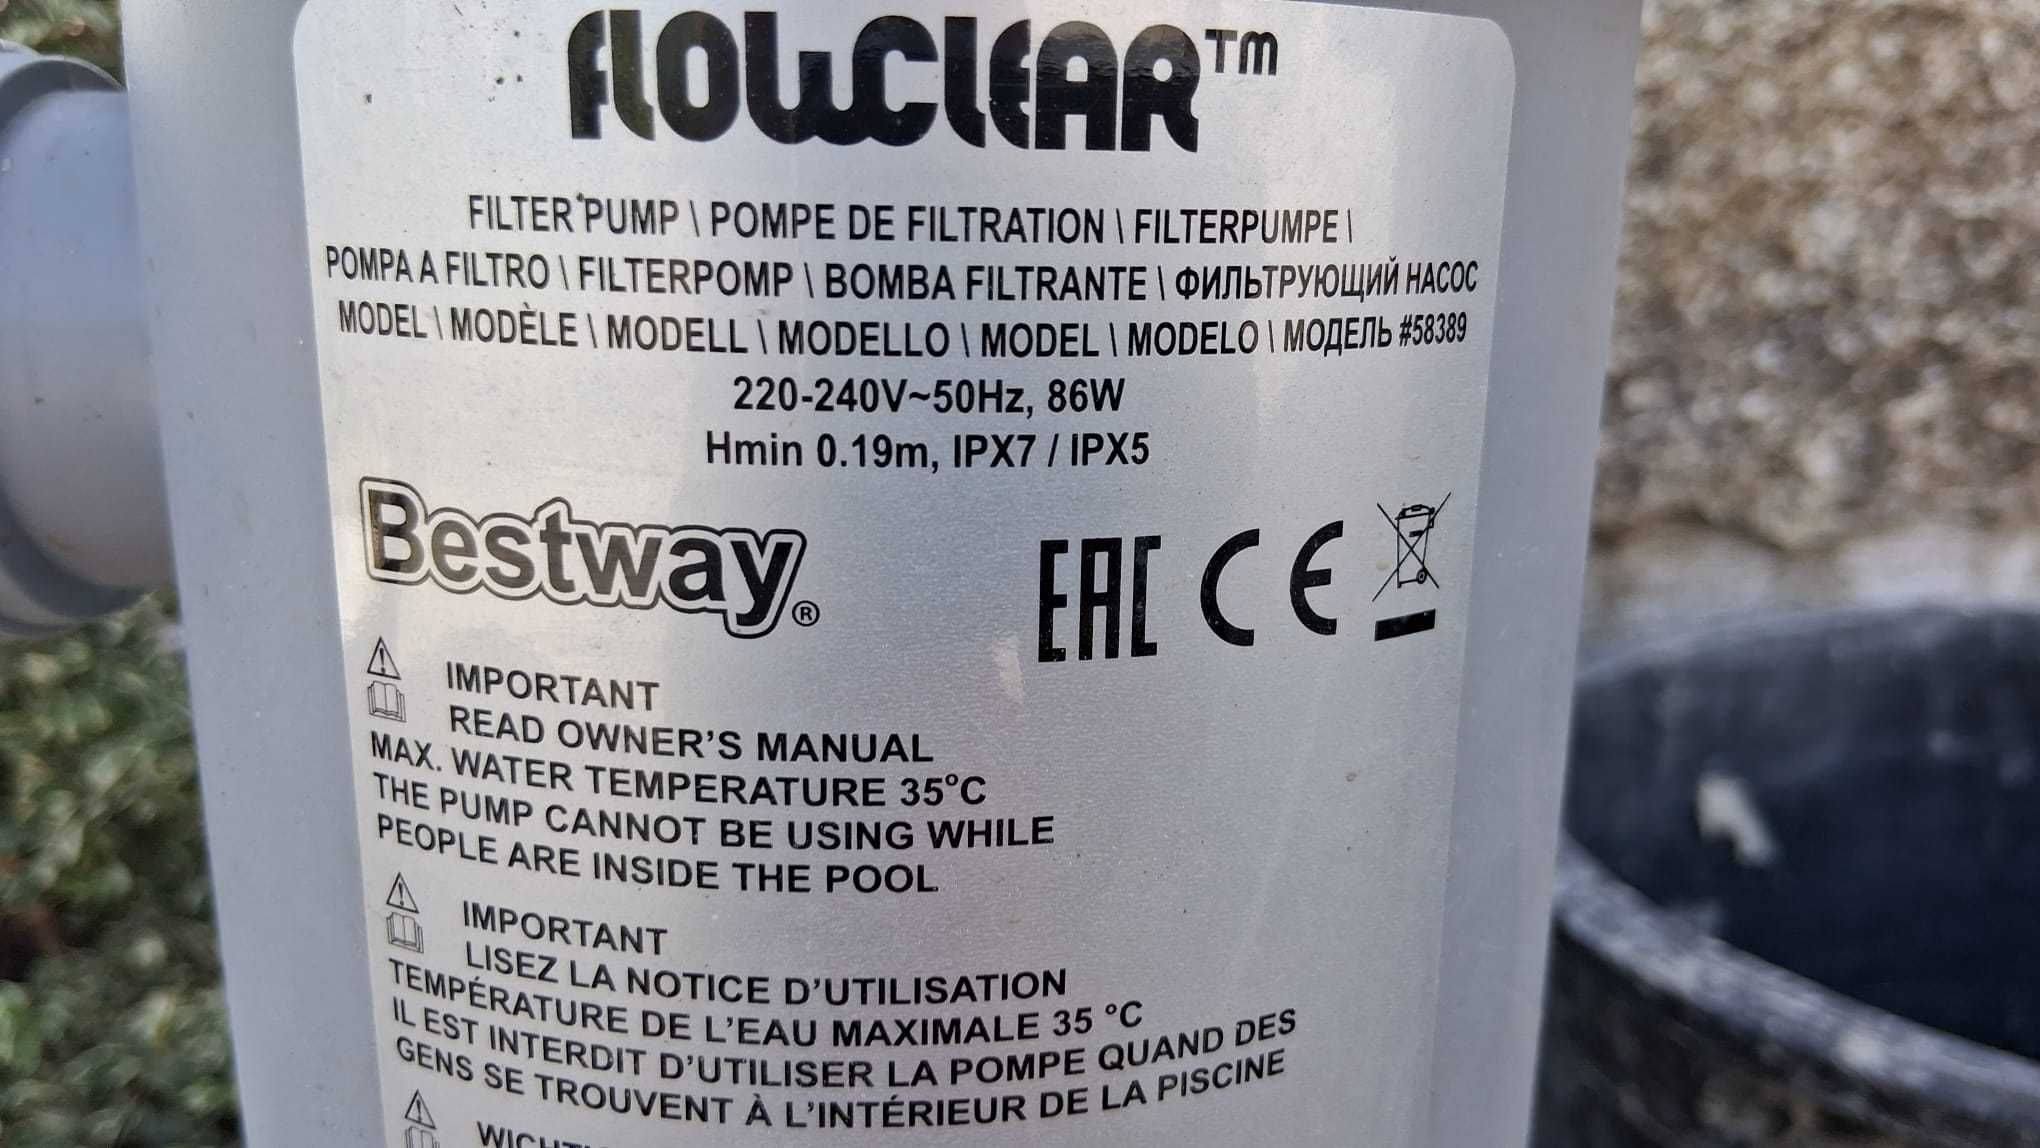 FLOWCLEAR™
FILTER PUMP \ POMPE DE FILTRATION \ FILTERPUMPE \
POMPA A FILTRO \ FILTERPOMP \ BOMBA FILTRANTE \ ФИЛЬТРУЮЩИЙ НАСОС
MODEL \ MODÈLE \ MODELL \ MODELLO \ MODEL \ MODELO \ МОДЕЛЬ #58389
220-240V~50Hz, 86W
Hmin 0.19m, IPX7 / IPX5
Bestway®
EAC CE
IMPORTANT
READ OWNER'S MANUAL
MAX. WATER TEMPERATURE 35°C
THE PUMP CANNOT BE USING WHILE
PEOPLE ARE INSIDE THE POOL
IMPORTANT
LISEZ LA NOTICE D'UTILISATION
TEMPÉRATURE DE L'EAU MAXIMALE 35 °C
IL EST INTERDIT D'UTILISER LA POMPE QUAND DES
GENS SE TROUVENT À L'INTÉRIEUR DE LA PISCINE